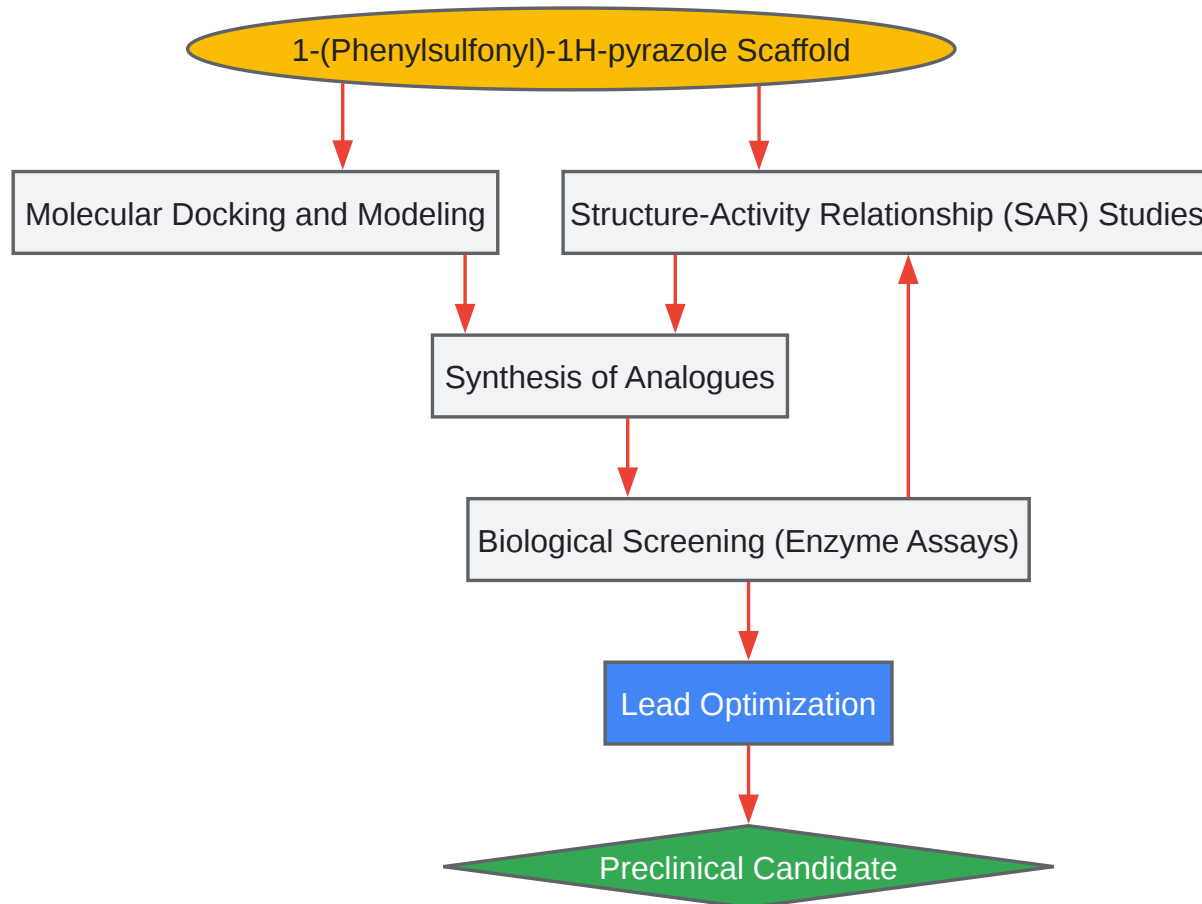 1-(Phenylsulfonyl)-1H-pyrazole Scaffold
Molecular Docking and Modeling
Structure-Activity Relationship (SAR) Studies
Synthesis of Analogues
Biological Screening (Enzyme Assays)
Lead Optimization
Preclinical Candidate